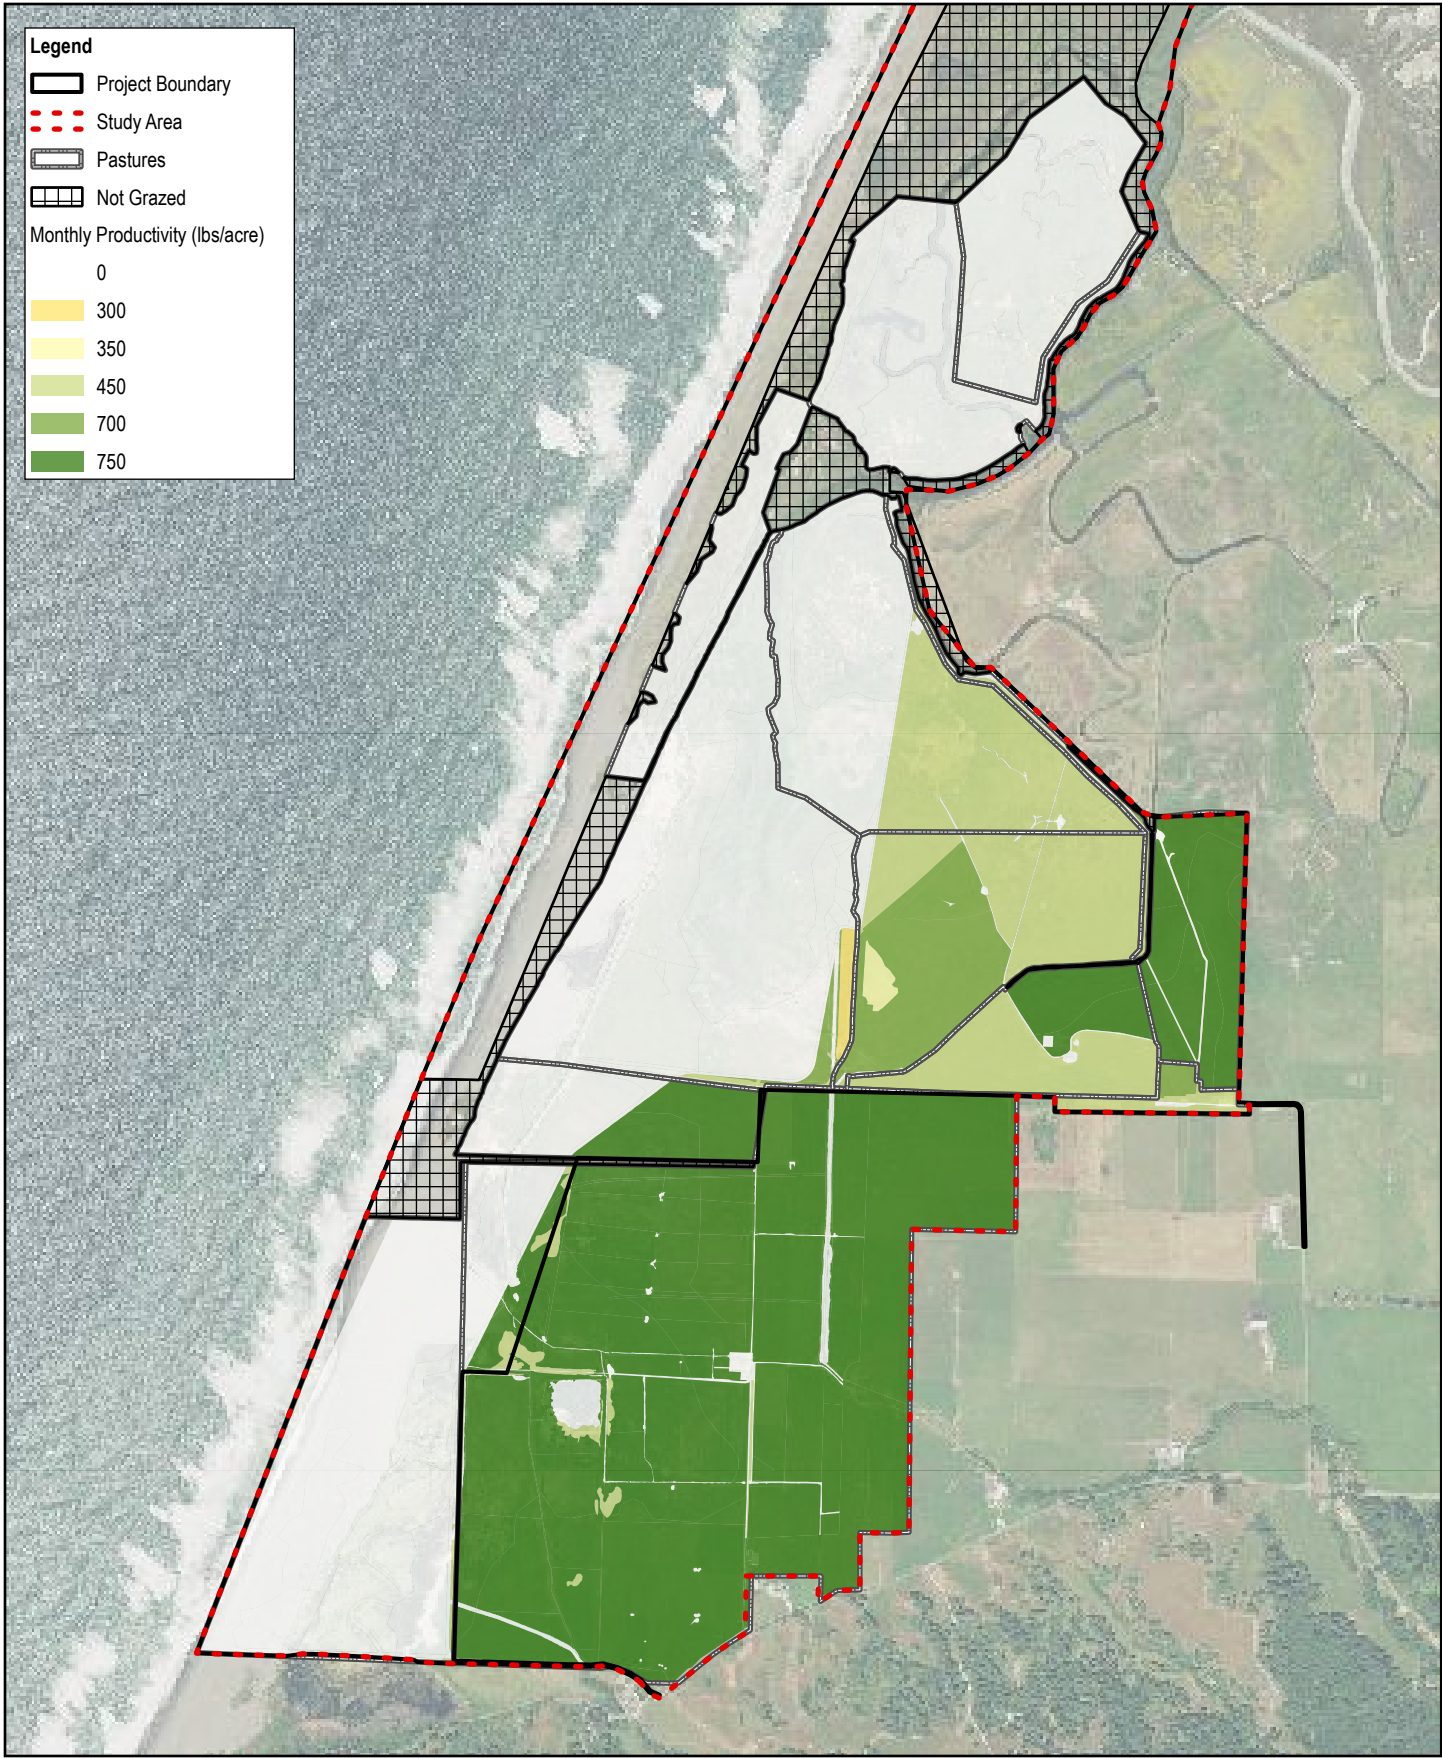 Legend
Project Boundary
Study Area
Pastures
Not Grazed
Monthly Productivity (lbs/acre)
0
300
350
450
700
750